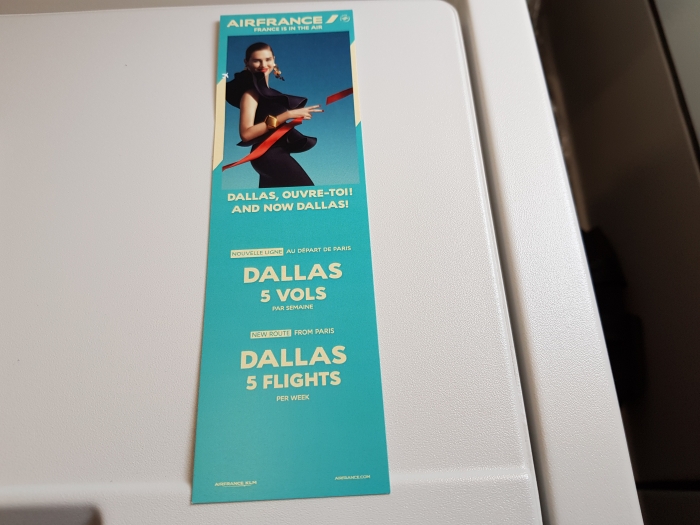 AIRFRANCE
FRANCE IS IN THE AIR
DALLAS, OUVRE-TOI!
AND NOW DALLAS!
NOUVELLE LIGNE AU DÉPART DE PARIS
DALLAS
5 VOLS
PAR SEMAINE
NEW ROUTE FROM PARIS
DALLAS
5 FLIGHTS
PER WEEK
AIRFRANCE.COM